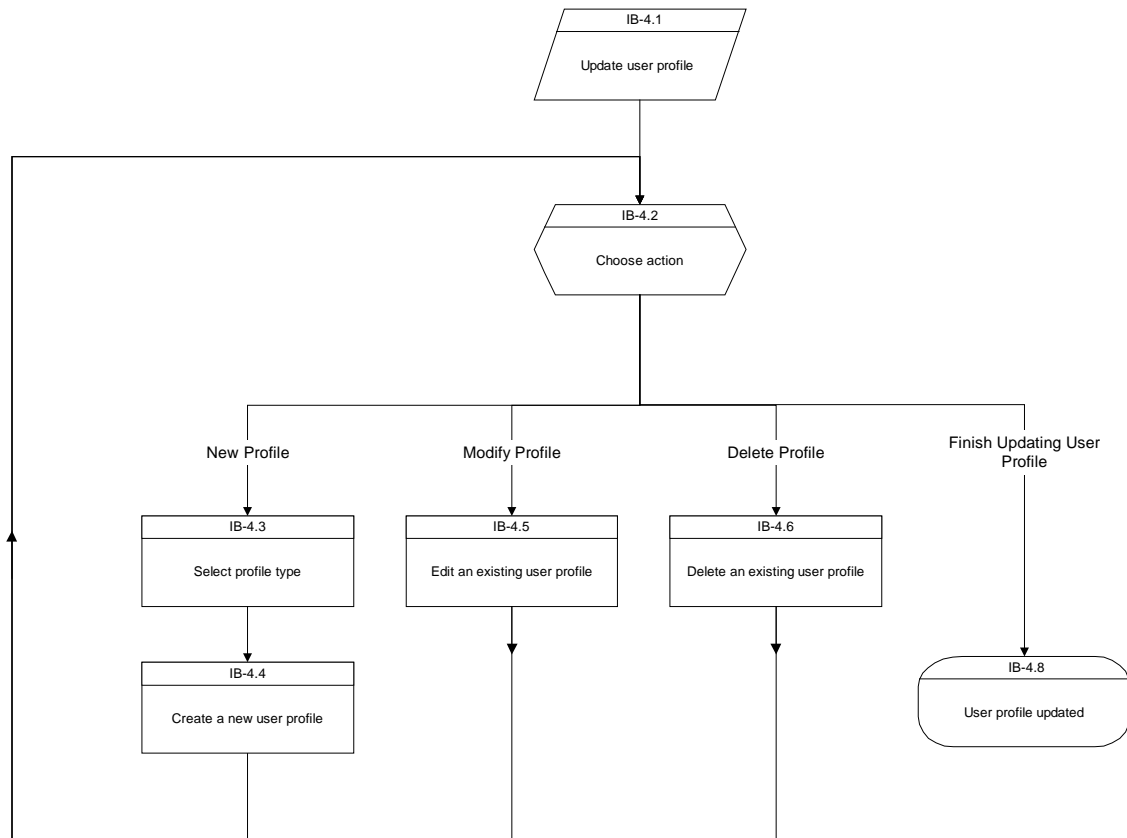 IB-4.1
Update user profile
IB-4.2
Choose action
New Profile
Modify Profile
Delete Profile
Finish Updating User
Profile
IB-4.3
Select profile type
IB-4.5
Edit an existing user profile
IB-4.6
Delete an existing user profile
IB-4.4
Create a new user profile
IB-4.8
User profile updated